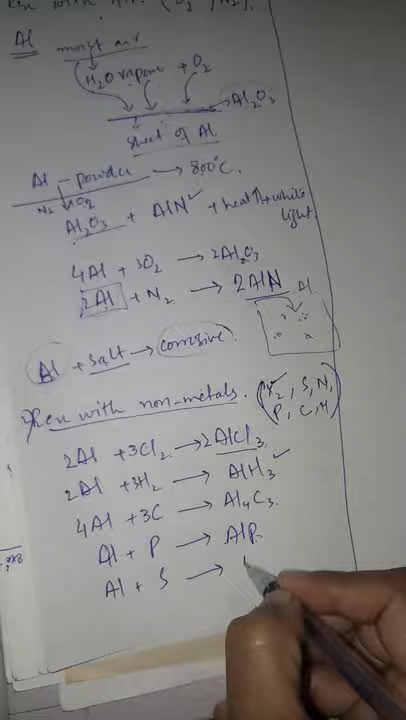 Al
moist air
H2O vapour + O2
Al2O3
sheet of Al
Al - powder → 800°C.
N2 O2
Al2O3 + AlN ✓ + heat + white light
4Al + 3O2 → 2Al2O3
2Al + N2 → 2AlN
Al
Al + salt → corrosive
Rxn with non-metals. (X2, S, N, P, C, H)
2Al + 3Cl2 → 2AlCl3.
2Al + 3H2 → AlH3 ✓
4Al + 3C → Al4C3.
Al + P → AlP.
Al + S →